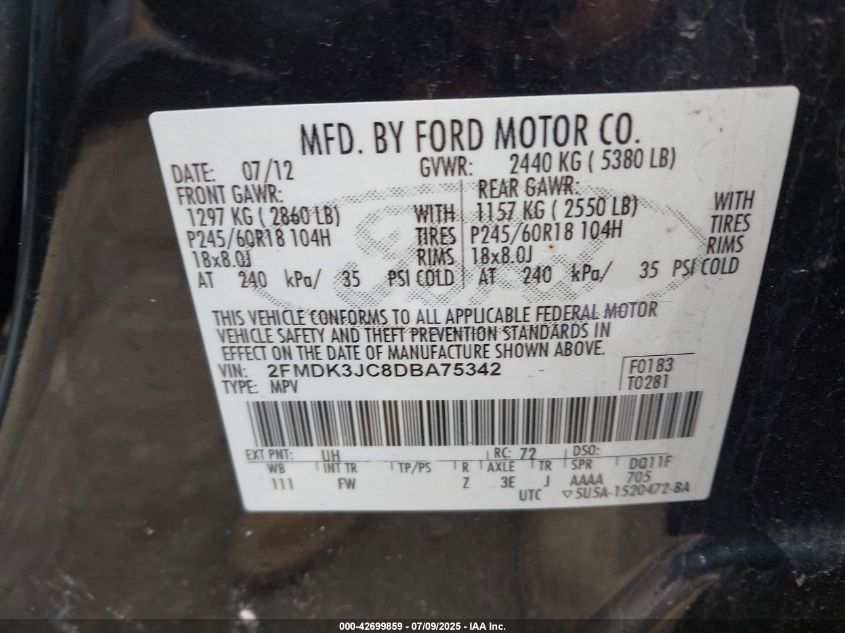 MFD. BY FORD MOTOR CO.
DATE: 07/12 GVWR: 2440 KG ( 5380 LB)
FRONT GAWR: REAR GAWR:
1297 KG ( 2860 LB) WITH 1157 KG ( 2550 LB) WITH
P245/60R18 104H TIRES P245/60R18 104H TIRES
18x8.0J RIMS 18x8.0J RIMS
AT 240 kPa/ 35 PSI COLD AT 240 kPa/ 35 PSI COLD
THIS VEHICLE CONFORMS TO ALL APPLICABLE FEDERAL MOTOR
VEHICLE SAFETY AND THEFT PREVENTION STANDARDS IN
EFFECT ON THE DATE OF MANUFACTURE SHOWN ABOVE.
VIN: 2FMDK3JC8DBA75342 F0183
TYPE: MPV T0281
EXT PNT: UH RC: 72 DSO:
WB INT TR TP/PS R AXLE TR SPR DQ11F
111 FW Z 3E J AAAA 705
UTC ▽5U5A-1520472-BA
000-42699859 / 07/09/2025 - IAA Inc.